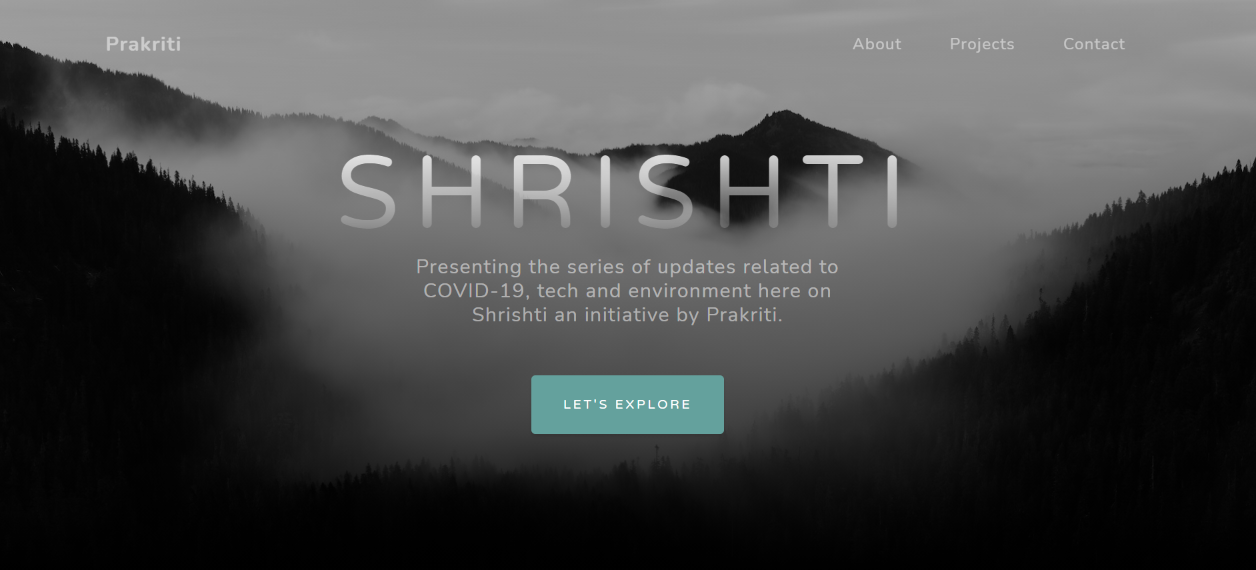 Prakriti
About
Projects
Contact
SHRISHTI
Presenting the series of updates related to
COVID-19, tech and environment here on
Shrishti an initiative by Prakriti.
LET'S EXPLORE